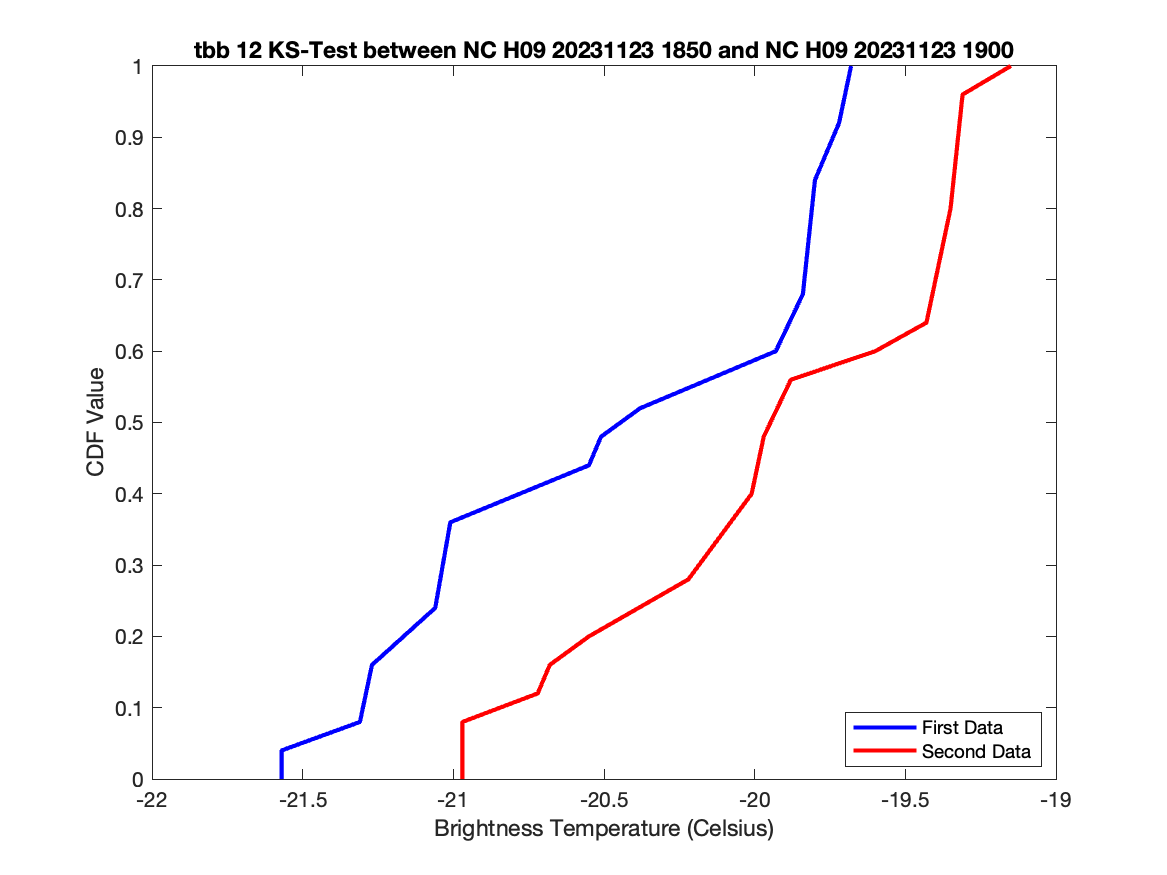 tbb 12 KS-Test between NC H09 20231123 1850 and NC H09 20231123 1900
1
0.9
0.8
0.7
0.6
0.5
0.4
0.3
0.2
0.1
0
CDF Value
First Data
Second Data
-22 -21.5 -21 -20.5 -20 -19.5 -19
Brightness Temperature (Celsius)